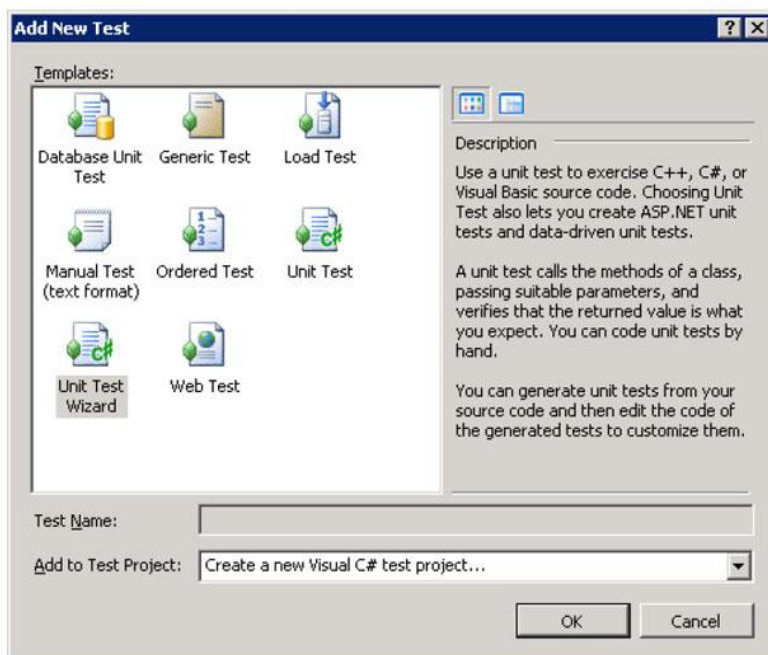 Add New Test
Templates:
Database Unit
Test
Generic Test
Load Test
Manual Test
(text format)
Ordered Test
Unit Test
Unit Test
Wizard
Web Test
Description
Use a unit test to exercise C++, C#, or
Visual Basic source code. Choosing Unit
Test also lets you create ASP.NET unit
tests and data-driven unit tests.
A unit test calls the methods of a class,
passing suitable parameters, and
verifies that the returned value is what
you expect. You can code unit tests by
hand.
You can generate unit tests from your
source code and then edit the code of
the generated tests to customize them.
Test Name:
Add to Test Project:
Create a new Visual C# test project...
OK
Cancel